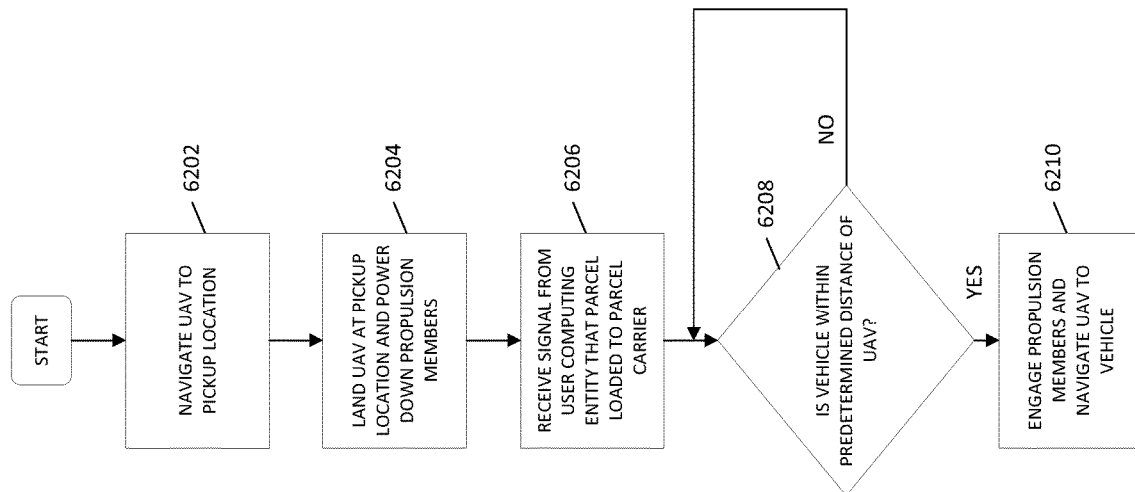 START
NAVIGATE UAV TO
PICKUP LOCATION
6202
LAND UAV AT PICKUP
LOCATION AND POWER
DOWN PROPULSION
MEMBERS
6204
RECEIVE SIGNAL FROM
USER COMPUTING
ENTITY THAT PARCEL
LOADED TO PARCEL
CARRIER
6206
IS VEHICLE WITHIN
PREDETERMINED DISTANCE OF
UAV?
6208
NO
YES
ENGAGE PROPULSION
MEMBERS AND
NAVIGATE UAV TO
VEHICLE
6210